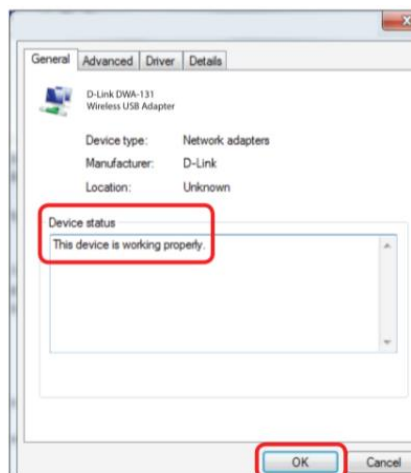 General Advanced Driver Details
D-Link DWA-131
Wireless USB Adapter
Device type: Network adapters
Manufacturer: D-Link
Location: Unknown
Device status
This device is working properly.
OK Cancel